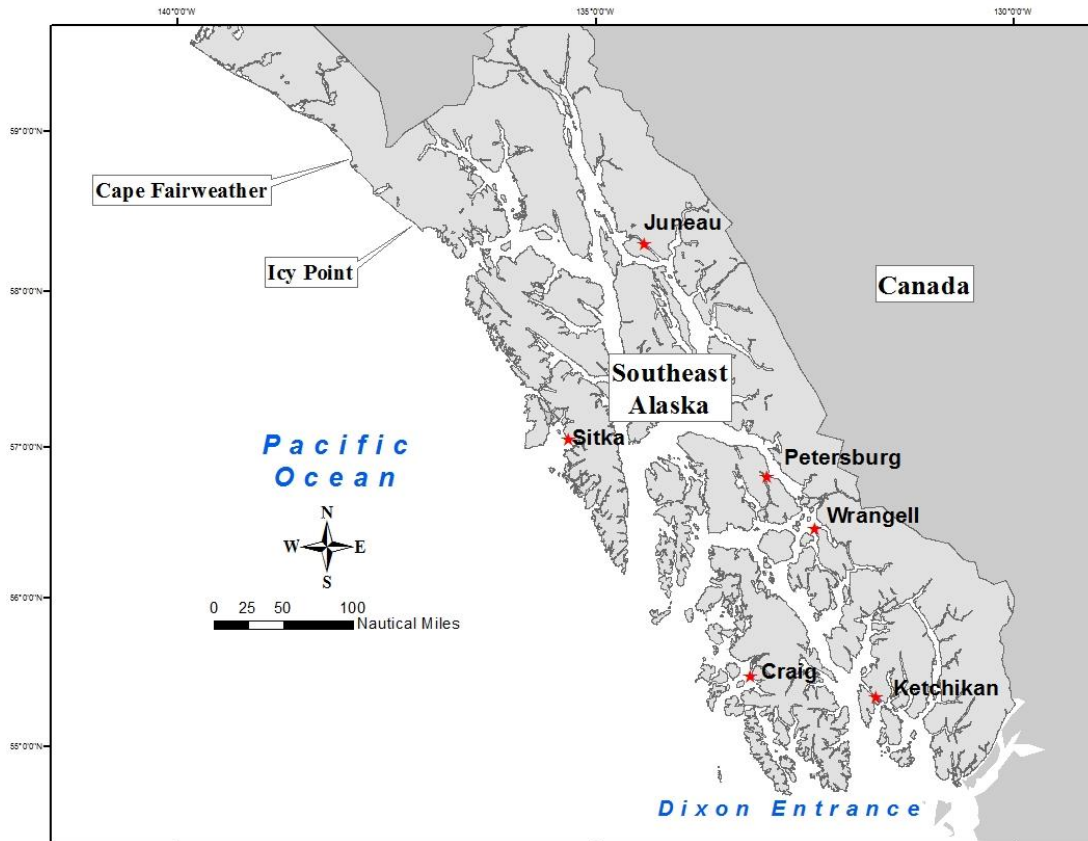 140°0'0"W
135°0'0"W
130°0'0"W
59°0'0"N
58°0'0"N
57°0'0"N
56°0'0"N
55°0'0"N
Cape Fairweather
Icy Point
Juneau
Canada
Southeast
Alaska
Sitka
Pacific
Ocean
Petersburg
Wrangell
N
W E
S
0 25 50 100
Nautical Miles
Craig
Ketchikan
Dixon Entrance